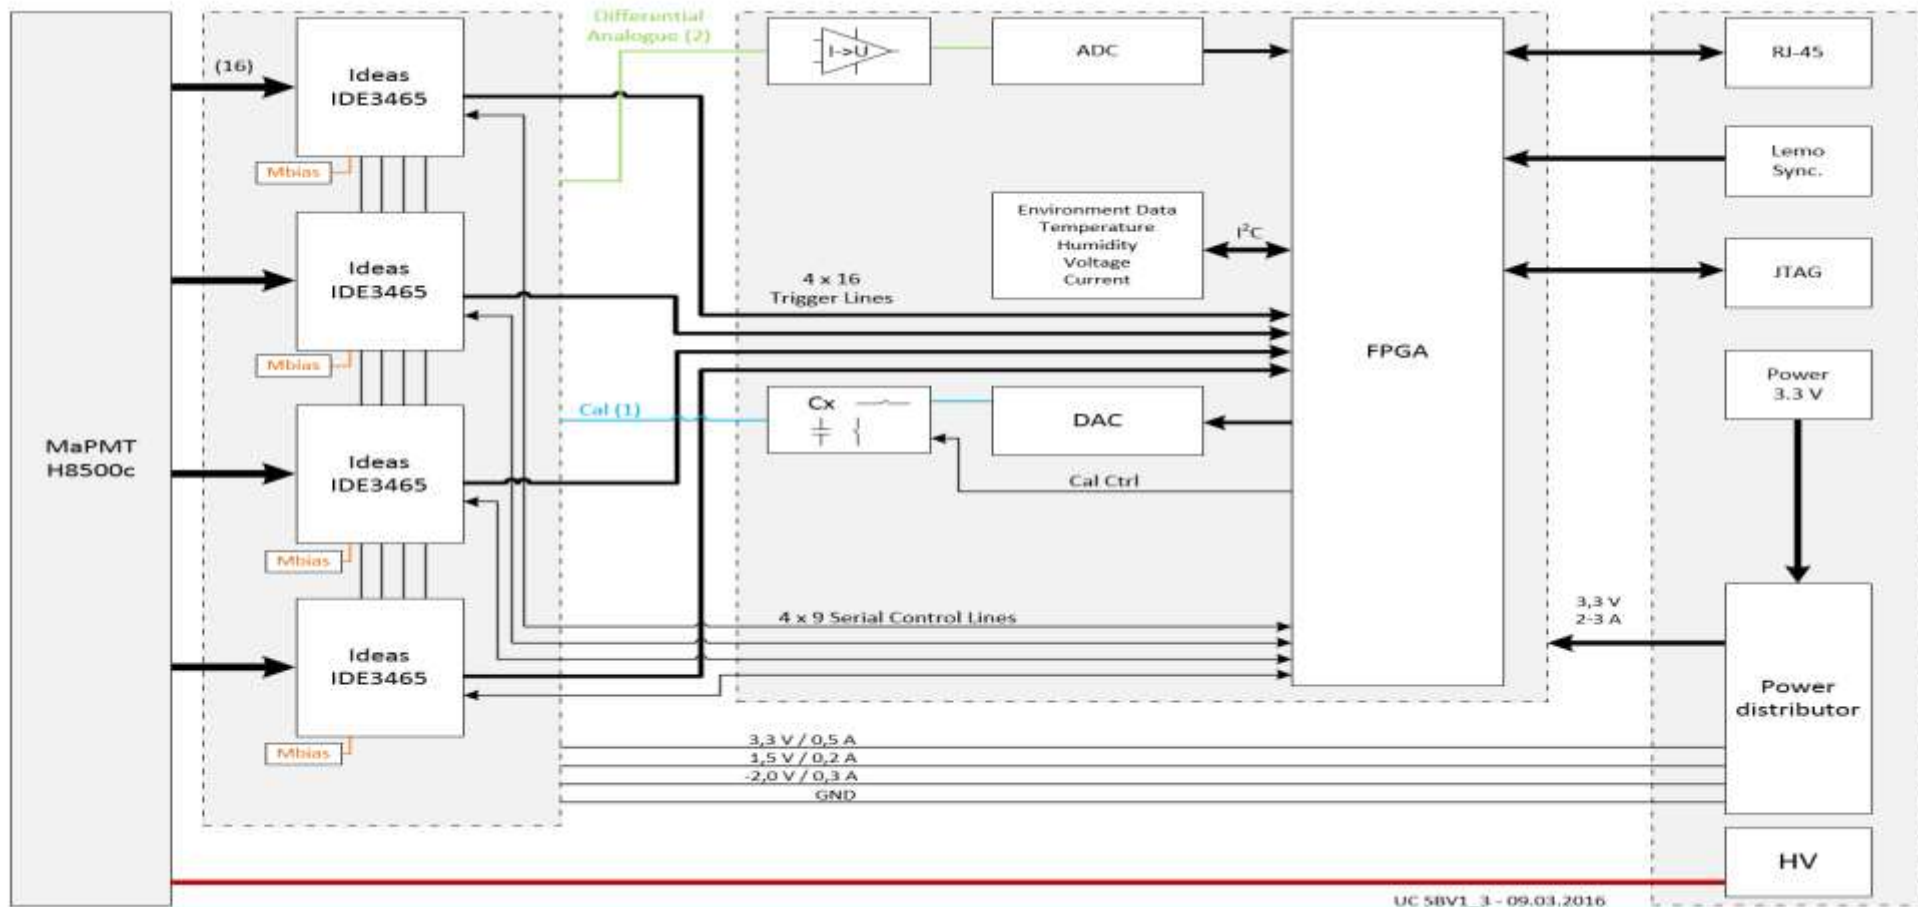 MaPMT
H8500c
(16)
Ideas
IDE3465
Mbias
Ideas
IDE3465
Mbias
Ideas
IDE3465
Mbias
Ideas
IDE3465
Mbias
Differential
Analogue (2)
I->U
ADC
Environment Data
Temperature
Humidity
Voltage
Current
I²C
4 x 16
Trigger Lines
FPGA
Cal (1)
Cx
DAC
Cal Ctrl
4 x 9 Serial Control Lines
3,3 V / 0,5 A
1,5 V / 0,2 A
-2,0 V / 0,3 A
GND
RJ-45
Lemo
Sync.
JTAG
Power
3.3 V
3,3 V
2-3 A
Power
distributor
HV
UC SBV1_3 - 09.03.2016